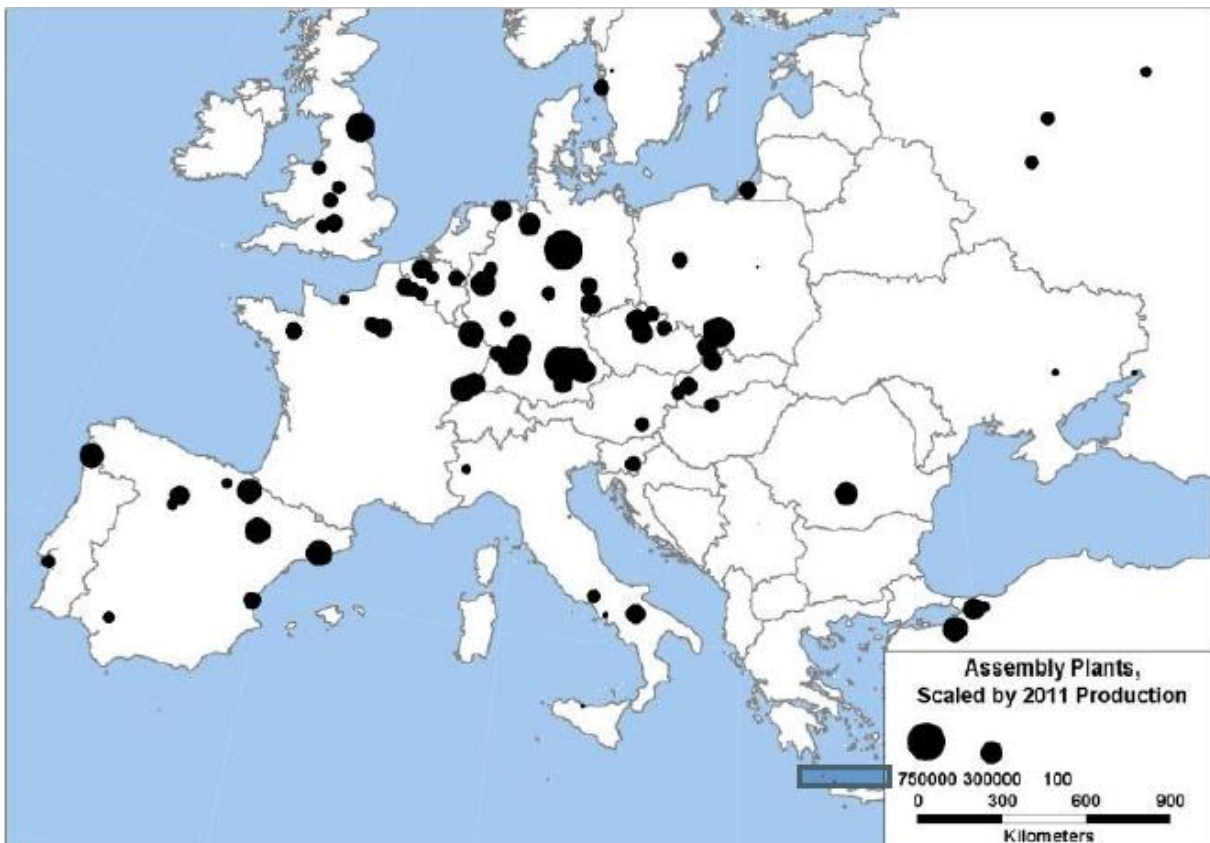 Assembly Plants,
Scaled by 2011 Production
750000 300000 100
0 300 600 900
Kilometers